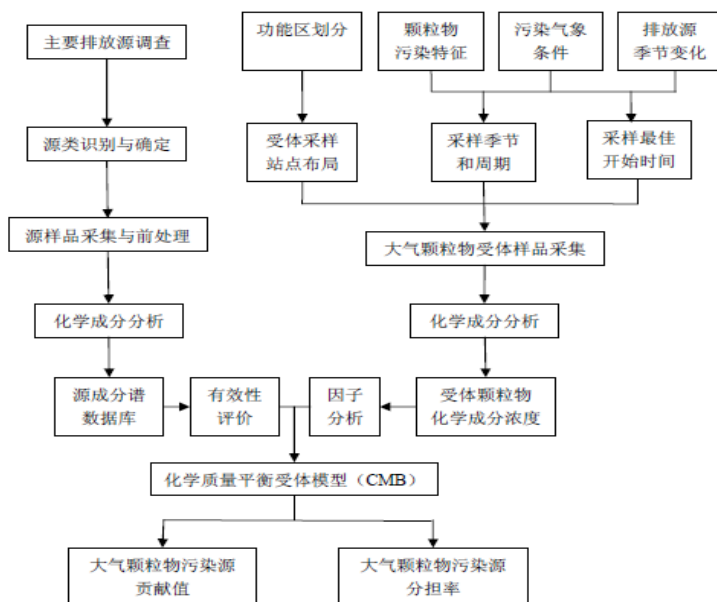 主要排放源调查
功能区划分
颗粒物
污染特征
污染气象
条件
排放源
季节变化
源类识别与确定
受体采样
站点布局
采样季节
和周期
采样最佳
开始时间
源样品采集与前处理
大气颗粒物受体样品采集
化学成分分析
化学成分分析
源成分谱
数据库
有效性
评价
因子
分析
受体颗粒物
化学成分浓度
化学质量平衡受体模型（CMB）
大气颗粒物污染源
贡献值
大气颗粒物污染源
分担率